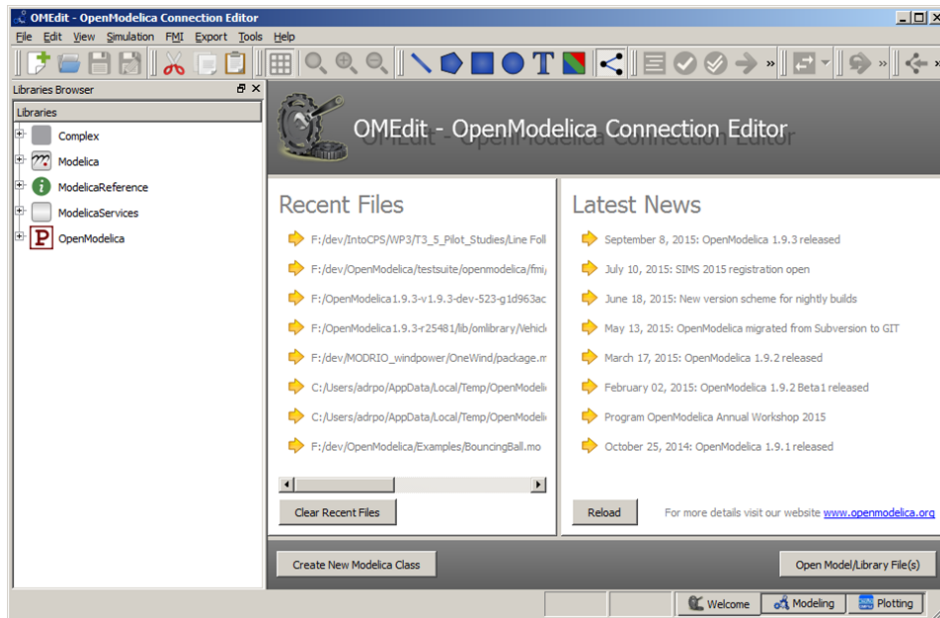 OMEdit - OpenModelica Connection Editor
File Edit View Simulation FMI Export Tools Help
Libraries Browser
Libraries
Complex
Modelica
ModelicaReference
ModelicaServices
OpenModelica
OMEdit - OpenModelica Connection Editor
Recent Files
F:/dev/IntoCPS/WP3/T3_5_Pilot_Studies/Line Foll
F:/dev/OpenModelica/testsuite/openmodelica/fmi,
F:/OpenModelica1.9.3-v1.9.3-dev-523-g1d963ac
F:/OpenModelica1.9.3-r25481/lib/omlibrary/Vehicl
F:/dev/MODRIO_windpower/OneWind/package.m
C:/Users/adrpo/AppData/Local/Temp/OpenModeli
C:/Users/adrpo/AppData/Local/Temp/OpenModeli
F:/dev/OpenModelica/Examples/BouncingBall.mo
Clear Recent Files
Latest News
September 8, 2015: OpenModelica 1.9.3 released
July 10, 2015: SIMS 2015 registration open
June 18, 2015: New version scheme for nightly builds
May 13, 2015: OpenModelica migrated from Subversion to GIT
March 17, 2015: OpenModelica 1.9.2 released
February 02, 2015: OpenModelica 1.9.2 Beta1 released
Program OpenModelica Annual Workshop 2015
October 25, 2014: OpenModelica 1.9.1 released
Reload For more details visit our website www.openmodelica.org
Create New Modelica Class Open Model/Library File(s)
Welcome Modeling Plotting